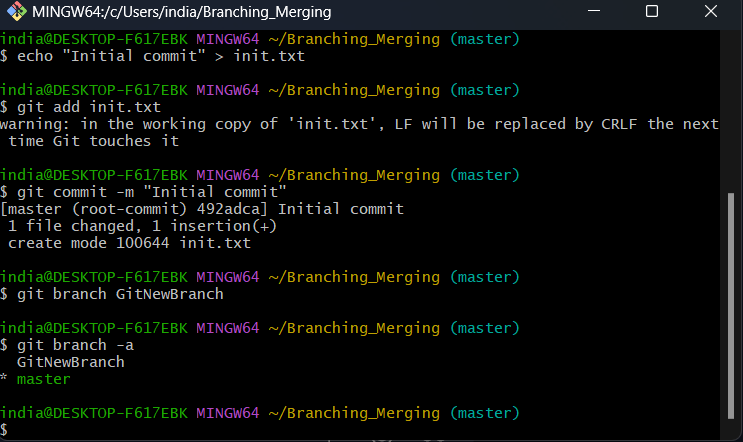 MINGW64:/c/Users/india/Branching_Merging
india@DESKTOP-F617EBK MINGW64 ~/Branching_Merging (master)
$ echo "Initial commit" > init.txt
india@DESKTOP-F617EBK MINGW64 ~/Branching_Merging (master)
$ git add init.txt
warning: in the working copy of 'init.txt', LF will be replaced by CRLF the next
time Git touches it
india@DESKTOP-F617EBK MINGW64 ~/Branching_Merging (master)
$ git commit -m "Initial commit"
[master (root-commit) 492adca] Initial commit
1 file changed, 1 insertion(+)
create mode 100644 init.txt
india@DESKTOP-F617EBK MINGW64 ~/Branching_Merging (master)
$ git branch GitNewBranch
india@DESKTOP-F617EBK MINGW64 ~/Branching_Merging (master)
$ git branch -a
GitNewBranch
* master
india@DESKTOP-F617EBK MINGW64 ~/Branching_Merging (master)
$